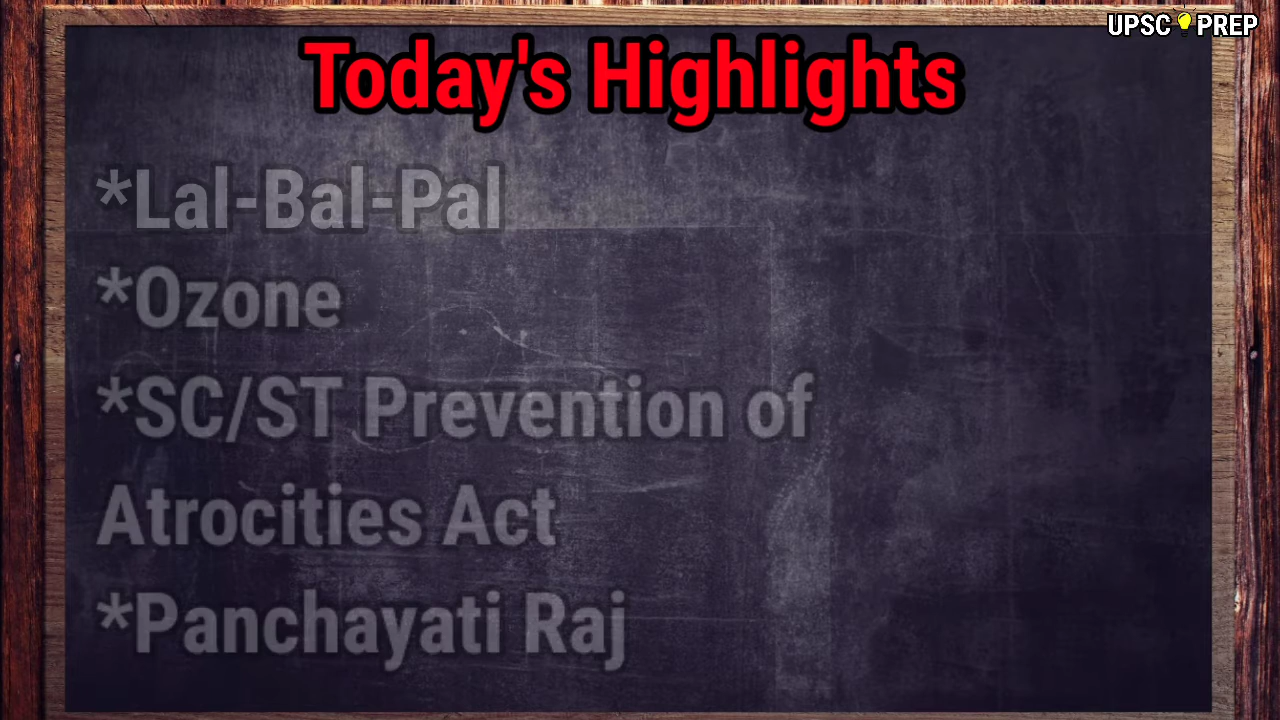 UPSC PREP
Today's Highlights
*Lal-Bal-Pal
*Ozone
*SC/ST Prevention of
Atrocities Act
*Panchayati Raj